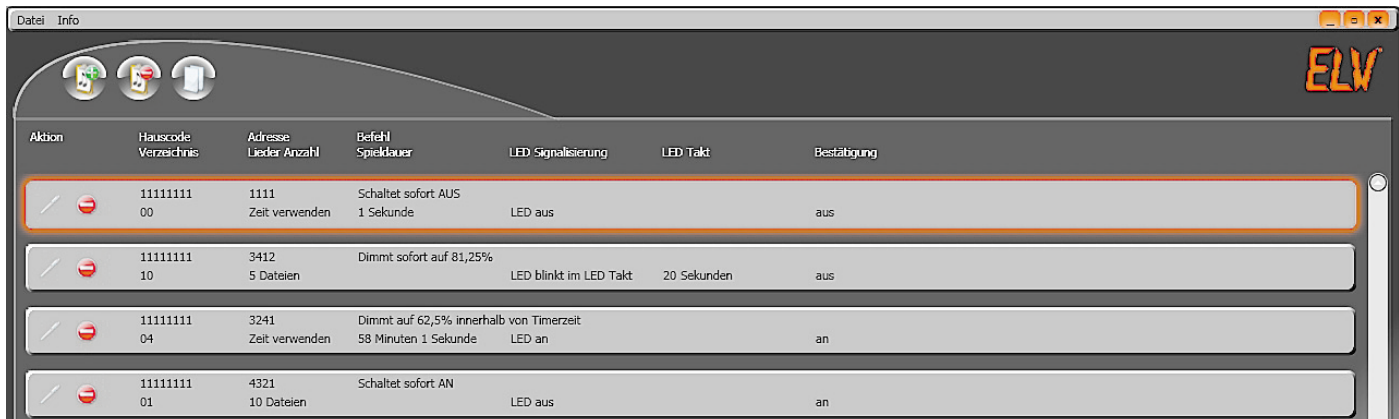 Datei Info
ELV
Aktion Hauscode Adresse Befehl
Verzeichnis Lieder Anzahl Spieldauer LED Signalisierung LED Takt Bestätigung
11111111 1111 Schaltet sofort AUS
00 Zeit verwenden 1 Sekunde LED aus aus
11111111 3412 Dimmt sofort auf 81,25%
10 5 Dateien LED blinkt im LED Takt 20 Sekunden aus
11111111 3241 Dimmt auf 62,5% innerhalb von Timerzeit
04 Zeit verwenden 58 Minuten 1 Sekunde LED an an
11111111 4321 Schaltet sofort AN
01 10 Dateien LED aus an